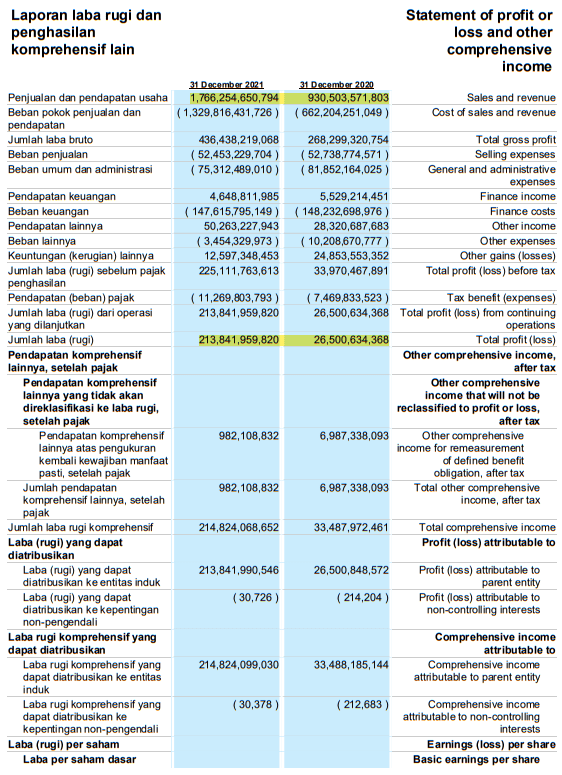 Laporan laba rugi dan
penghasilan
komprehensif lain
Statement of profit or
loss and other
comprehensive
income
31 December 2021 31 December 2020
Penjualan dan pendapatan usaha 1,766,254,650,794 930,503,571,803 Sales and revenue
Beban pokok penjualan dan
pendapatan ( 1,329,816,431,726 ) ( 662,204,251,049 ) Cost of sales and revenue
Jumlah laba bruto 436,438,219,068 268,299,320,754 Total gross profit
Beban penjualan ( 52,453,229,704 ) ( 52,738,774,571 ) Selling expenses
Beban umum dan administrasi ( 75,312,489,010 ) ( 81,852,164,025 ) General and administrative
expenses
Pendapatan keuangan 4,648,811,985 5,529,214,451 Finance income
Beban keuangan ( 147,615,795,149 ) ( 148,232,698,976 ) Finance costs
Pendapatan lainnya 50,263,227,943 28,320,687,683 Other income
Beban lainnya ( 3,454,329,973 ) ( 10,208,670,777 ) Other expenses
Keuntungan (kerugian) lainnya 12,597,348,453 24,853,553,352 Other gains (losses)
Jumlah laba (rugi) sebelum pajak
penghasilan 225,111,763,613 33,970,467,891 Total profit (loss) before tax
Pendapatan (beban) pajak ( 11,269,803,793 ) ( 7,469,833,523 ) Tax benefit (expenses)
Jumlah laba (rugi) dari operasi
yang dilanjutkan 213,841,959,820 26,500,634,368 Total profit (loss) from continuing
operations
Jumlah laba (rugi) 213,841,959,820 26,500,634,368 Total profit (loss)
Pendapatan komprehensif
lainnya, setelah pajak
Other comprehensive income,
after tax
Pendapatan komprehensif
lainnya yang tidak akan
direklasifikasi ke laba rugi,
setelah pajak
Other comprehensive
income that will not be
reclassified to profit or loss,
after tax
Pendapatan komprehensif
lainnya atas pengukuran
kembali kewajiban manfaat
pasti, setelah pajak
982,108,832 6,987,338,093
Other comprehensive
income for remeasurement
of defined benefit
obligation, after tax
Jumlah pendapatan
komprehensif lainnya, setelah
pajak
982,108,832 6,987,338,093
Total other comprehensive
income, after tax
Jumlah laba rugi komprehensif 214,824,068,652 33,487,972,461 Total comprehensive income
Laba (rugi) yang dapat
diatribusikan
Profit (loss) attributable to
Laba (rugi) yang dapat
diatribusikan ke entitas induk
213,841,990,546 26,500,848,572
Profit (loss) attributable to
parent entity
Laba (rugi) yang dapat
diatribusikan ke kepentingan
non-pengendali
( 30,726 ) ( 214,204 )
Profit (loss) attributable to
non-controlling interests
Laba rugi komprehensif yang
dapat diatribusikan
Comprehensive income
attributable to
Laba rugi komprehensif yang
dapat diatribusikan ke entitas
induk
214,824,099,030 33,488,185,144
Comprehensive income
attributable to parent entity
Laba rugi komprehensif yang
dapat diatribusikan ke
kepentingan non-pengendali
( 30,378 ) ( 212,683 )
Comprehensive income
attributable to non-controlling
interests
Laba (rugi) per saham Earnings (loss) per share
Laba per saham dasar Basic earnings per share